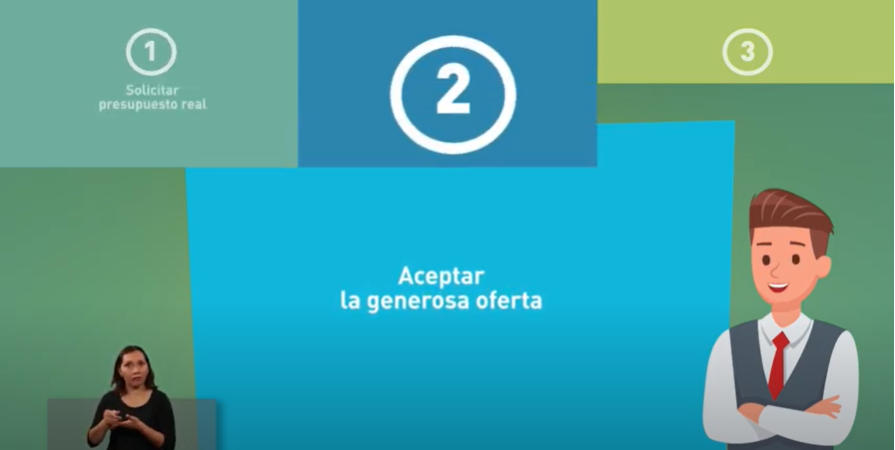 1
Solicitar
presupuesto real
2
3
Aceptar
la generosa oferta